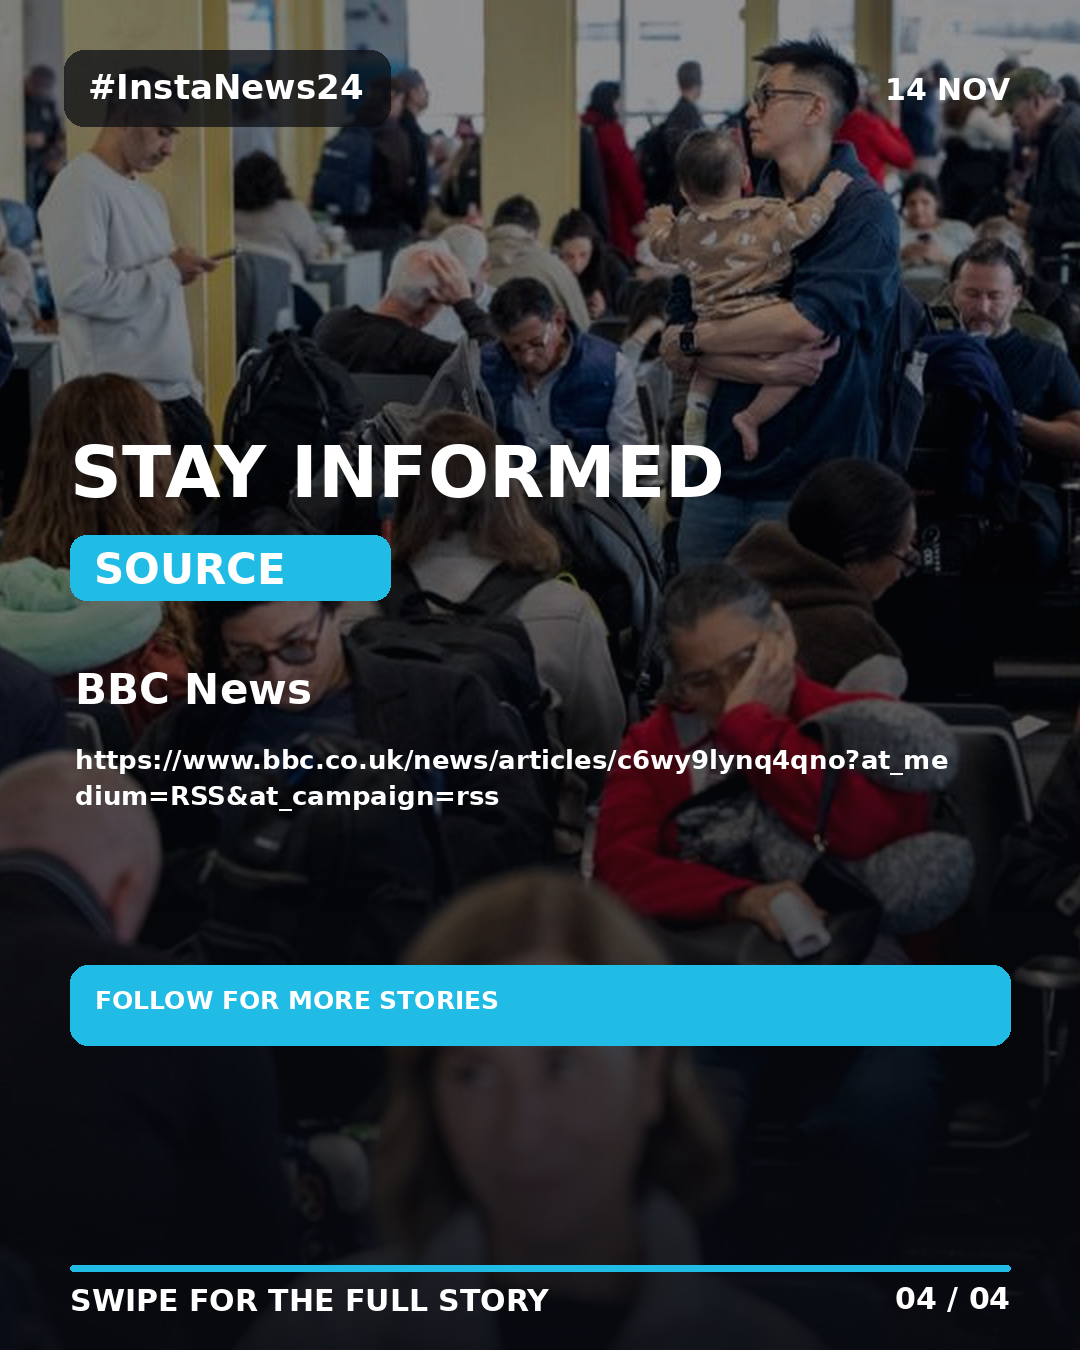 #InstaNews24
14 NOV
STAY INFORMED
SOURCE
BBC News
https://www.bbc.co.uk/news/articles/c6wy9lynq4qno?at_me
dium=RSS&at_campaign=rss
FOLLOW FOR MORE STORIES
SWIPE FOR THE FULL STORY
04 / 04